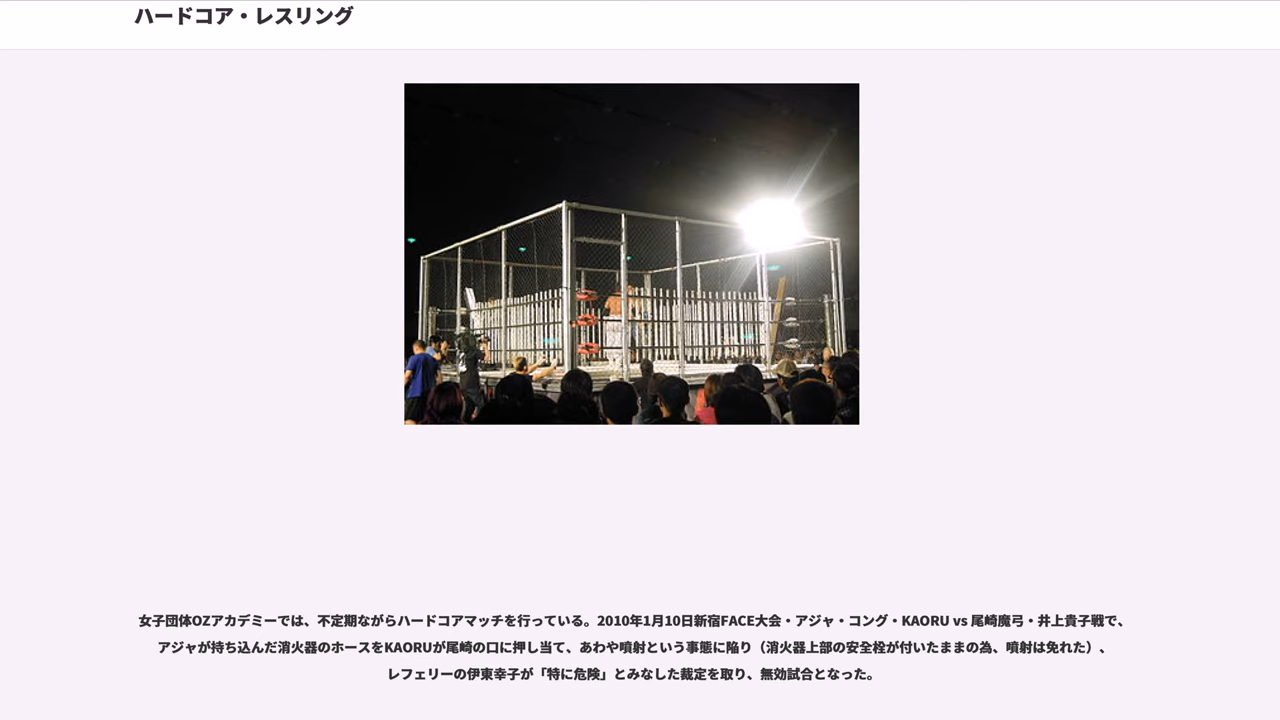 ハードコア・レスリング
女子団体OZアカデミーでは、不定期ながらハードコアマッチを行っている。2010年1月10日新宿FACE大会・アジャ・コング・KAORU vs 尾崎魔弓・井上貴子戦で、
アジャが持ち込んだ消火器のホースをKAORUが尾崎の口に押し当て、あわや噴射という事態に陥り（消火器上部の安全栓が付いたままの為、噴射は免れた）、
レフェリーの伊東幸子が「特に危険」とみなした裁定を取り、無効試合となった。